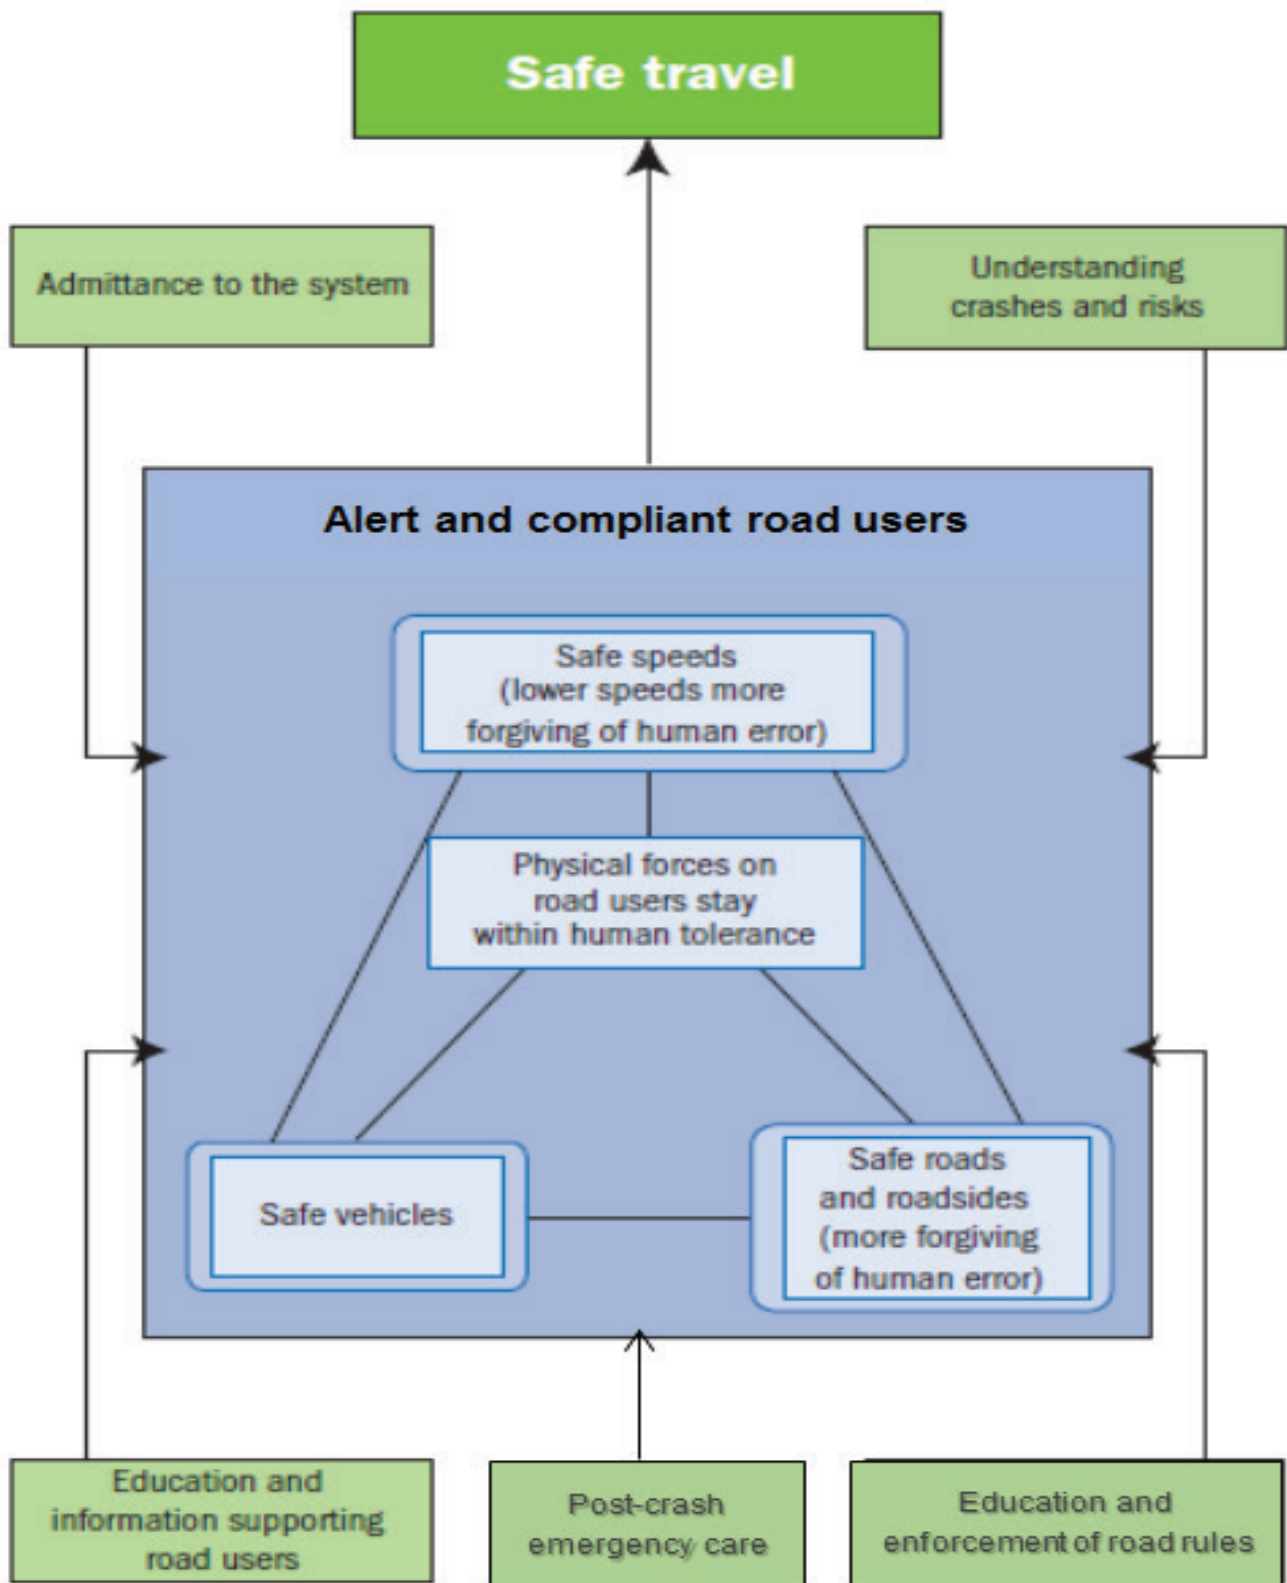 Safe travel
Admittance to the system
Understanding
crashes and risks
Alert and compliant road users
Safe speeds
(lower speeds more
forgiving of human error)
Physical forces on
road users stay
within human tolerance
Safe vehicles
Safe roads
and roadsides
(more forgiving
of human error)
Education and
information supporting
road users
Post-crash
emergency care
Education and
enforcement of road rules